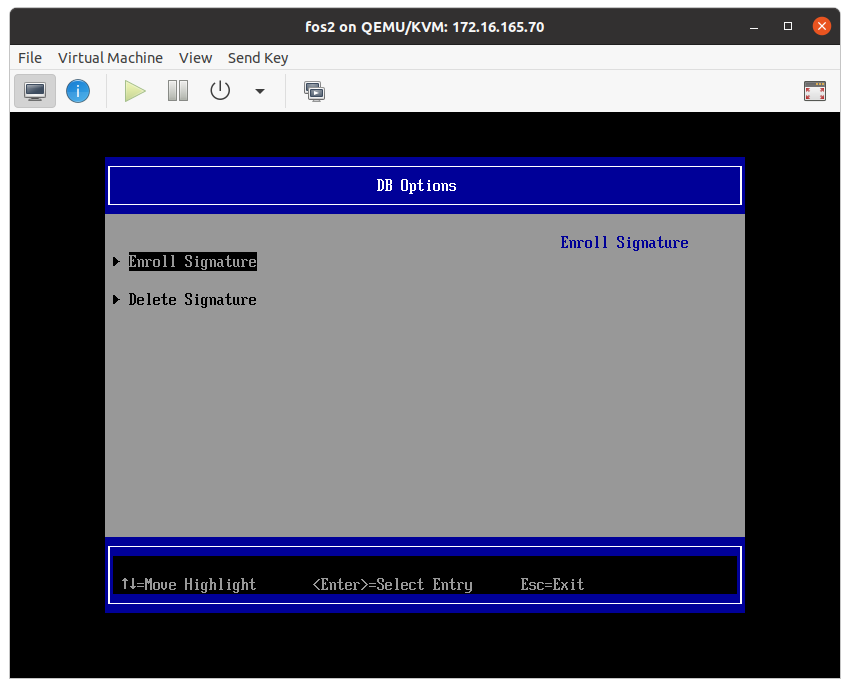 fos2 on QEMU/KVM: 172.16.165.70
File Virtual Machine View Send Key
DB Options
Enroll Signature
Enroll Signature
Delete Signature
↑↓=Move Highlight <Enter>=Select Entry Esc=Exit